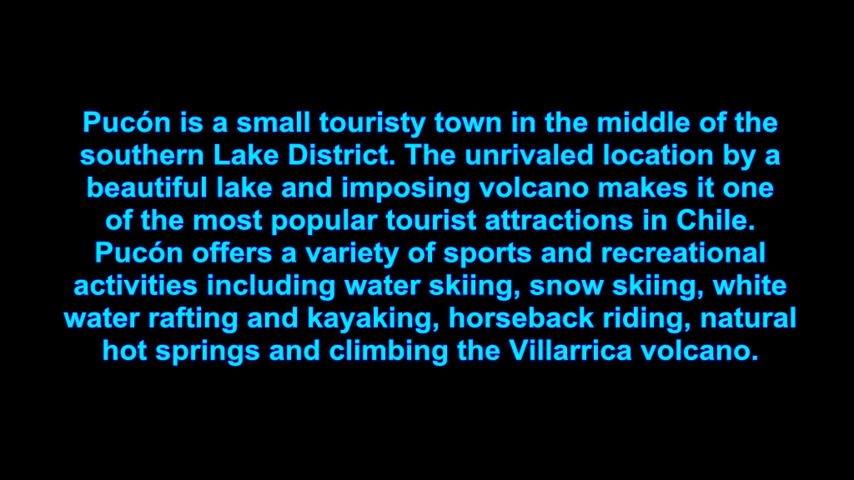 Pucón is a small touristy town in the middle of the
southern Lake District. The unrivaled location by a
beautiful lake and imposing volcano makes it one
of the most popular tourist attractions in Chile.
Pucón offers a variety of sports and recreational
activities including water skiing, snow skiing, white
water rafting and kayaking, horseback riding, natural
hot springs and climbing the Villarrica volcano.